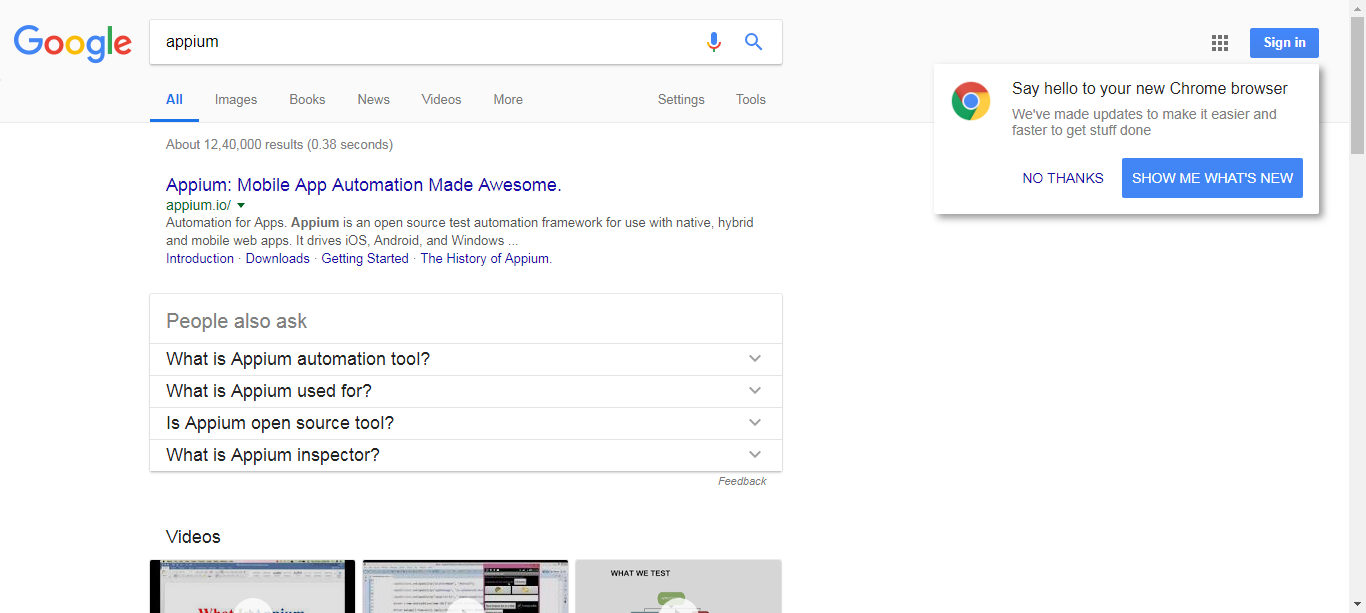 Google
appium
Sign in
All Images Books News Videos More Settings Tools
Say hello to your new Chrome browser
We've made updates to make it easier and
faster to get stuff done
NO THANKS SHOW ME WHAT'S NEW
About 12,40,000 results (0.38 seconds)
Appium: Mobile App Automation Made Awesome.
appium.io/
Automation for Apps. Appium is an open source test automation framework for use with native, hybrid
and mobile web apps. It drives iOS, Android, and Windows ...
Introduction · Downloads · Getting Started · The History of Appium.
People also ask
What is Appium automation tool?
What is Appium used for?
Is Appium open source tool?
What is Appium inspector?
Feedback
Videos
WHAT WE TEST